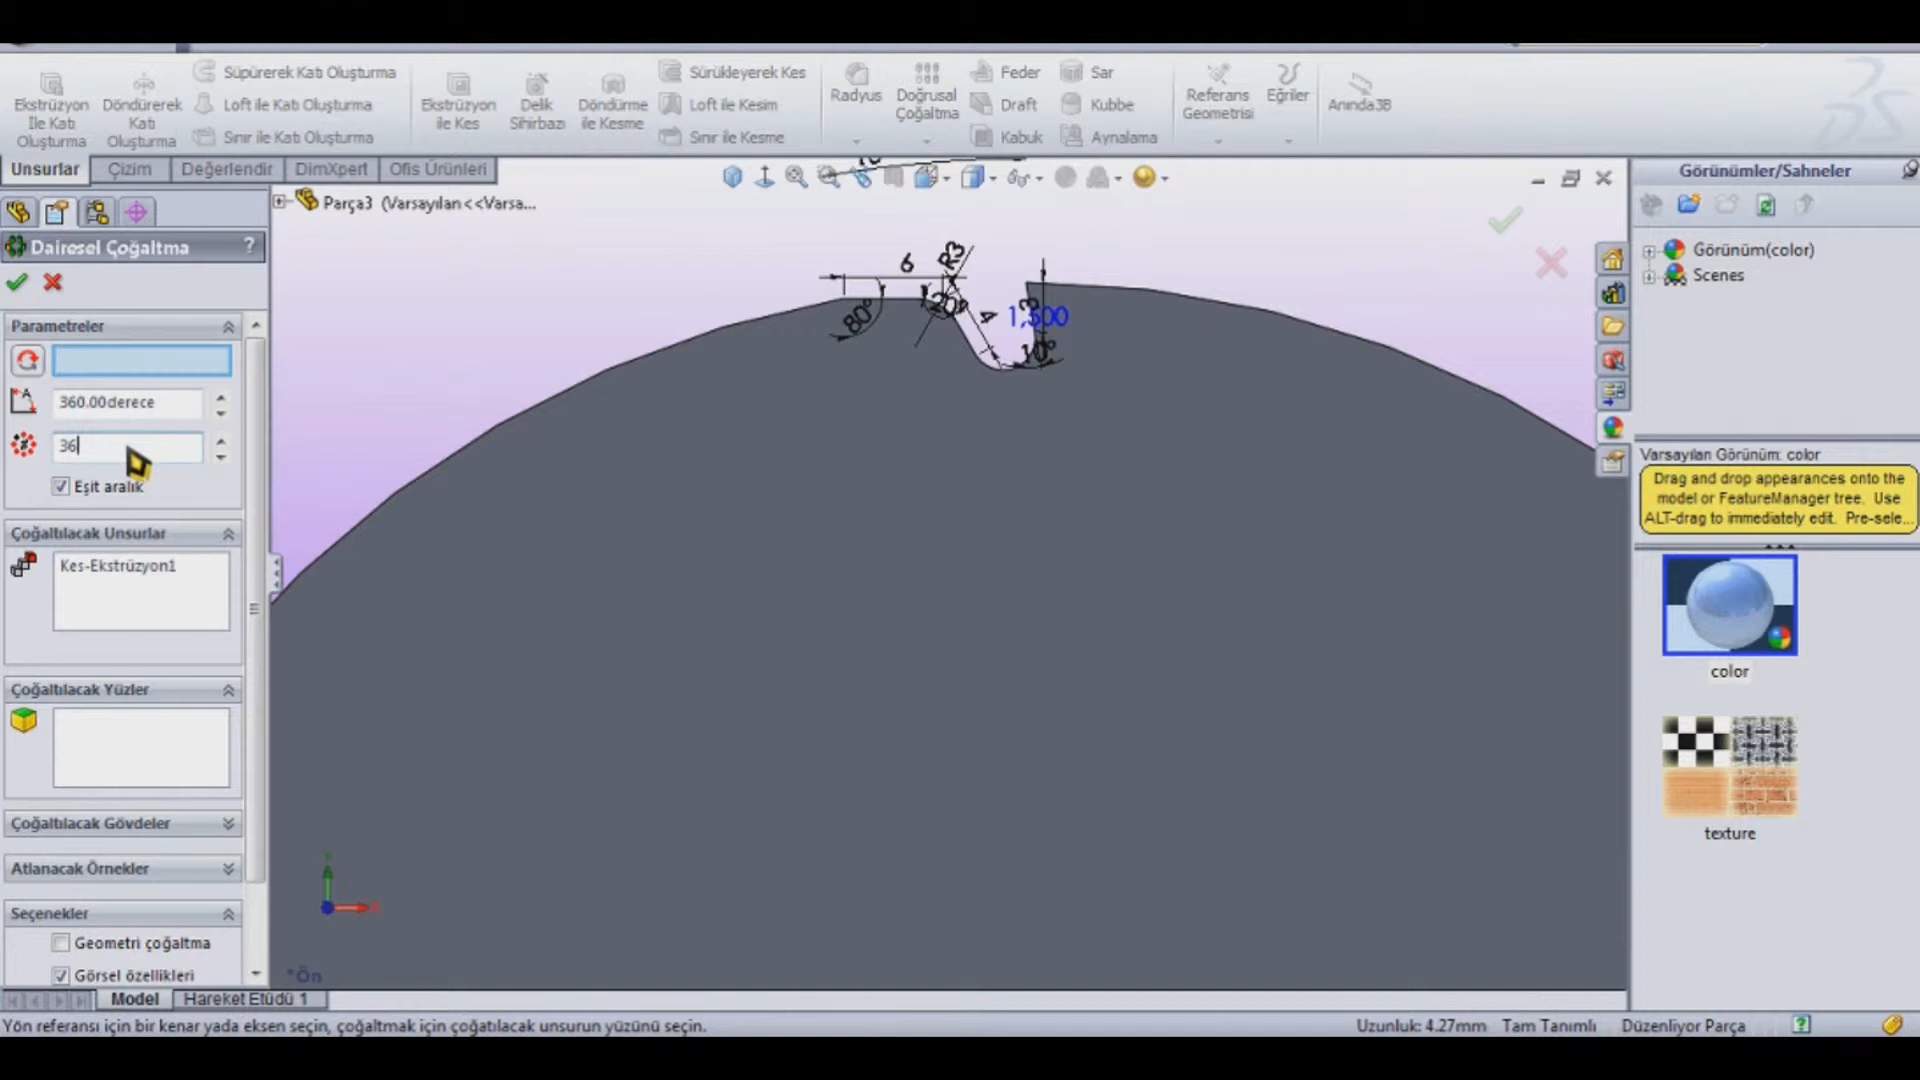 Ekstrüzyon
İle Katı
Oluşturma
Döndürerek
Katı
Oluşturma
Süpürerek Katı Oluşturma
Loft ile Katı Oluşturma
Sınır ile Katı Oluşturma
Ekstrüzyon
ile Kes
Delik
Sihirbazı
Döndürme
ile Kesme
Sürükleyerek Kes
Loft ile Kesim
Sınır ile Kesme
Radyus
Doğrusal
Çoğaltma
Feder
Draft
Kabuk
Sar
Kubbe
Aynalama
Referans
Geometrisi
Eğriler
Anında3B
Unsurlar
Çizim
Değerlendir
DimXpert
Ofis Ürünleri
Parça3 (Varsayılan<<Varsa...
Dairesel Çoğaltma
?
Parametreler
360.00derece
36
Eşit aralık
Çoğaltılacak Unsurlar
Kes-Ekstrüzyon1
Çoğaltılacak Yüzler
Çoğaltılacak Gövdeler
Atlanacak Örnekler
Seçenekler
Geometri çoğaltma
Görsel özellikleri
6
R3
80°
20°
4
1,500
3
10°
*Ön
Görünümler/Sahneler
Görünüm(color)
Scenes
Varsayılan Görünüm: color
Drag and drop appearances onto the
model or FeatureManager tree. Use
ALT-drag to immediately edit. Pre-sele...
color
texture
Model
Hareket Etüdü 1
Yön referansı için bir kenar yada eksen seçin, çoğaltmak için çoğatılacak unsurun yüzünü seçin.
Uzunluk: 4.27mm
Tam Tanımlı
Düzenliyor Parça